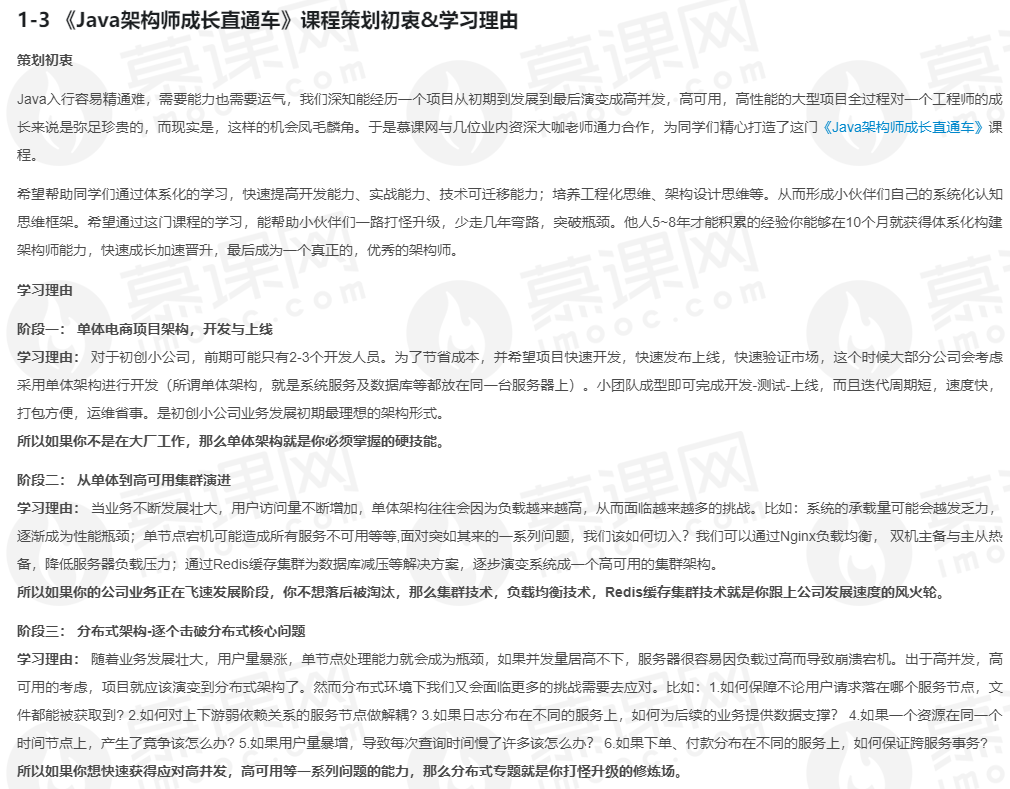 1-3 《Java架构师成长直通车》课程策划初衷&学习理由
策划初衷
Java入行容易精通难，需要能力也需要运气，我们深知能经历一个项目从初期到发展到最后演变成高并发，高可用，高性能的大型项目全过程对一个工程师的成
长来说是弥足珍贵的，而现实是，这样的机会凤毛麟角。于是慕课网与几位业内资深大咖老师通力合作，为同学们精心打造了这门《Java架构师成长直通车》课
程。
希望帮助同学们通过体系化的学习，快速提高开发能力、实战能力、技术可迁移能力；培养工程化思维、架构设计思维等。从而形成小伙伴们自己的系统化认知
思维框架。希望通过这门课程的学习，能帮助小伙伴们一路打怪升级，少走几年弯路，突破瓶颈。他人5~8年才能积累的经验你能够在10个月就获得体系化构建
架构师能力，快速成长加速晋升，最后成为一个真正的，优秀的架构师。
学习理由
阶段一： 单体电商项目架构，开发与上线
学习理由： 对于初创小公司，前期可能只有2-3个开发人员。为了节省成本，并希望项目快速开发，快速发布上线，快速验证市场，这个时候大部分公司会考虑
采用单体架构进行开发（所谓单体架构，就是系统服务及数据库等都放在同一台服务器上）。小团队成型即可完成开发-测试-上线，而且迭代周期短，速度快，
打包方便，运维省事。是初创小公司业务发展初期最理想的架构形式。
所以如果你不是在大厂工作，那么单体架构就是你必须掌握的硬技能。
阶段二： 从单体到高可用集群演进
学习理由： 当业务不断发展壮大，用户访问量不断增加，单体架构往往会因为负载越来越高，从而面临越来越多的挑战。比如：系统的承载量可能会越发乏力，
逐渐成为性能瓶颈；单节点宕机可能造成所有服务不可用等等,面对突如其来的一系列问题，我们该如何切入？我们可以通过Nginx负载均衡， 双机主备与主从热
备，降低服务器负载压力；通过Redis缓存集群为数据库减压等解决方案，逐步演变系统成一个高可用的集群架构。
所以如果你的公司业务正在飞速发展阶段，你不想落后被淘汰，那么集群技术，负载均衡技术，Redis缓存集群技术就是你跟上公司发展速度的风火轮。
阶段三： 分布式架构-逐个击破分布式核心问题
学习理由： 随着业务发展壮大，用户量暴涨，单节点处理能力就会成为瓶颈，如果并发量居高不下，服务器很容易因负载过高而导致崩溃宕机。出于高并发，高
可用的考虑，项目就应该演变到分布式架构了。然而分布式环境下我们又会面临更多的挑战需要去应对。比如：1.如何保障不论用户请求落在哪个服务节点，文
件都能被获取到? 2.如何对上下游弱依赖关系的服务节点做解耦? 3.如果日志分布在不同的服务上，如何为后续的业务提供数据支撑？ 4.如果一个资源在同一个
时间节点上，产生了竞争该怎么办? 5.如果用户量暴增，导致每次查询时间慢了许多该怎么办？ 6.如果下单、付款分布在不同的服务上，如何保证跨服务事务?
所以如果你想快速获得应对高并发，高可用等一系列问题的能力，那么分布式专题就是你打怪升级的修炼场。